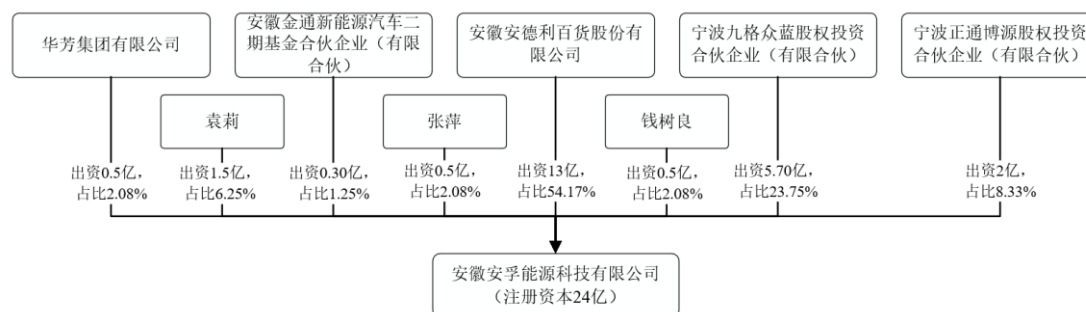 华芳集团有限公司
安徽金通新能源汽车二
期基金合伙企业（有限
合伙）
安徽安德利百货股份有
限公司
宁波九格众蓝股权投资
合伙企业（有限合伙）
宁波正通博源股权投资
合伙企业（有限合伙）
袁莉
张萍
钱树良
出资0.5亿，
占比2.08%
出资1.5亿，
占比6.25%
出资0.30亿，
占比1.25%
出资0.5亿，
占比2.08%
出资13亿，
占比54.17%
出资0.5亿，
占比2.08%
出资5.70亿，
占比23.75%
出资2亿，
占比8.33%
安徽安孚能源科技有限公司
（注册资本24亿）